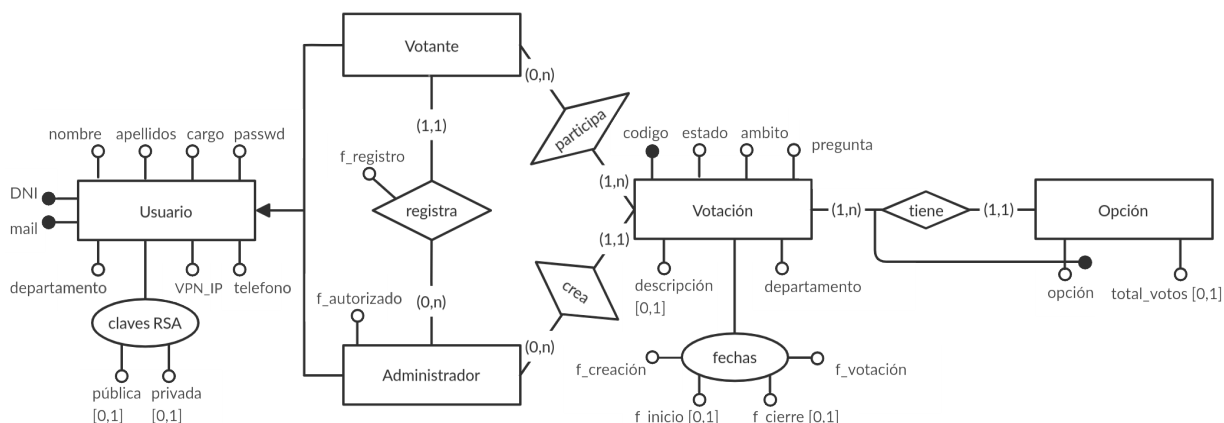 Votante
(0,n)
participa
(1,1)
nombre
apellidos
cargo
passwd
f_registro
codigo
estado
ambito
pregunta
DNI
mail
Usuario
registra
(1,n)
(1,1)
Votación
(1,n)
tiene
(1,1)
Opción
departamento
VPN_IP
telefono
f_autorizado
(0,n)
crea
descripción
[0,1]
departamento
opción
total_votos [0,1]
claves RSA
(0,n)
Administrador
pública
[0,1]
privada
[0,1]
f_creación
fechas
f_votación
f_inicio [0,1]
f_cierre [0,1]